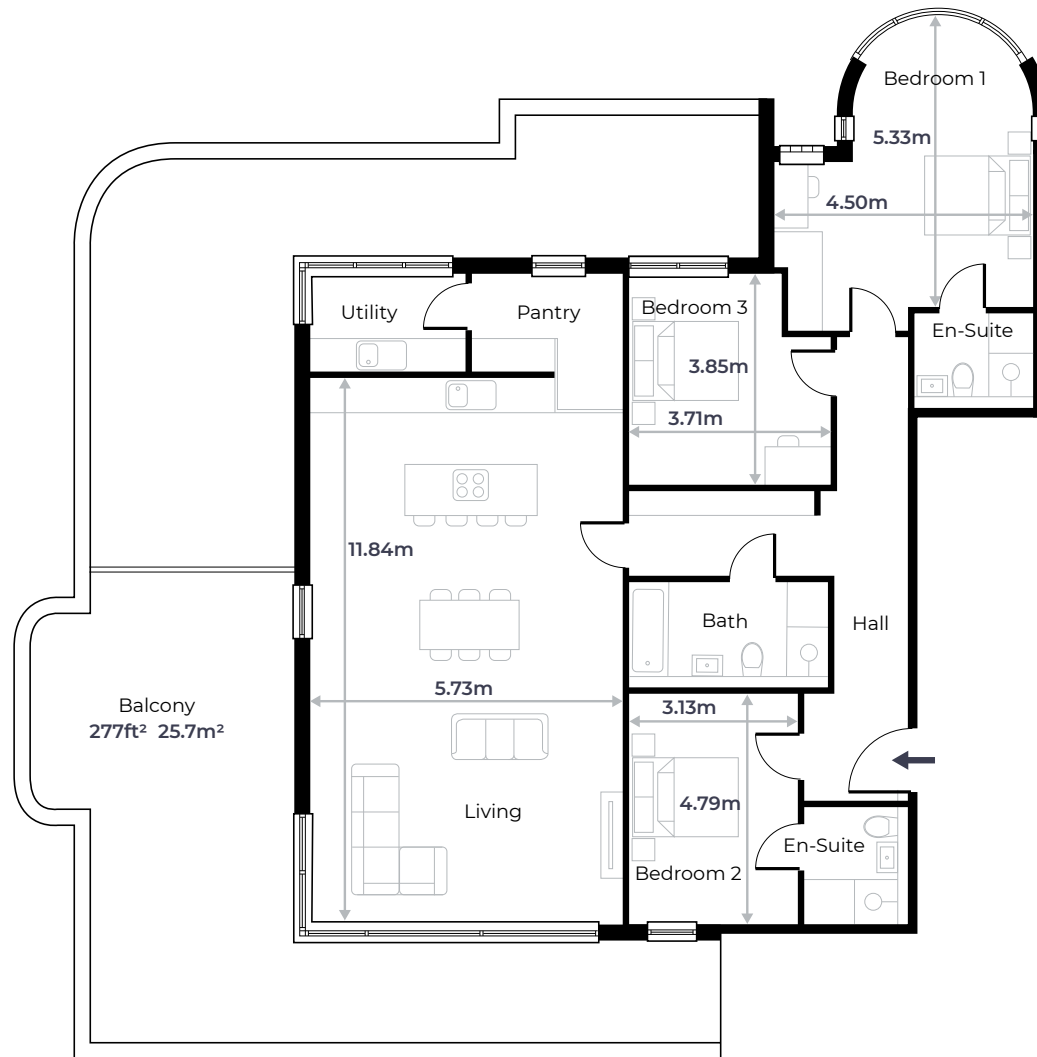 Bedroom 1
5.33m
4.50m
Utility
Pantry
Bedroom 3
En-Suite
3.85m
3.71m
11.84m
Bath
Hall
5.73m
Balcony
277ft² 25.7m²
3.13m
4.79m
Living
En-Suite
Bedroom 2